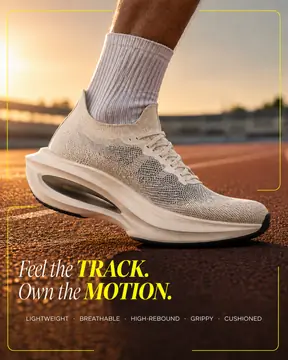 Feel the TRACK.
Own the MOTION.
LIGHTWEIGHT · BREATHABLE · HIGH-REBOUND · GRIPPY · CUSHIONED